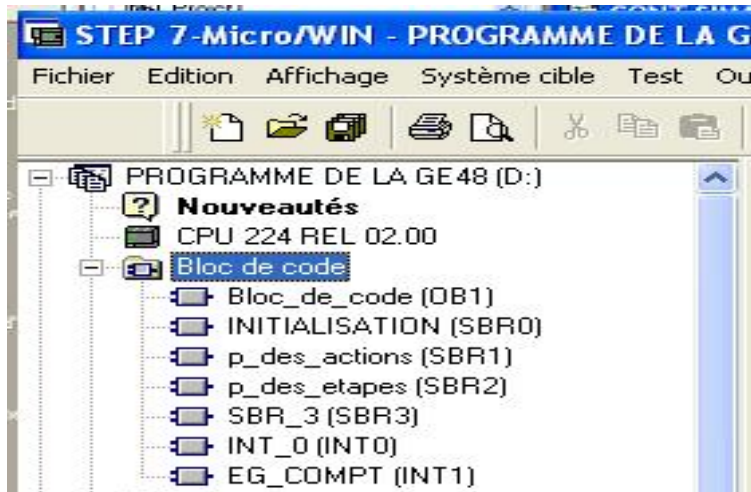 STEP 7-Micro/WIN - PROGRAMME DE LA G
Fichier Edition Affichage Système cible Test Ou
PROGRAMME DE LA GE48 (D:)
Nouveautés
CPU 224 REL 02.00
Bloc de code
Bloc_de_code (OB1)
INITIALISATION (SBR0)
p_des_actions (SBR1)
p_des_etapes (SBR2)
SBR_3 (SBR3)
INT_0 (INT0)
EG_COMPT (INT1)